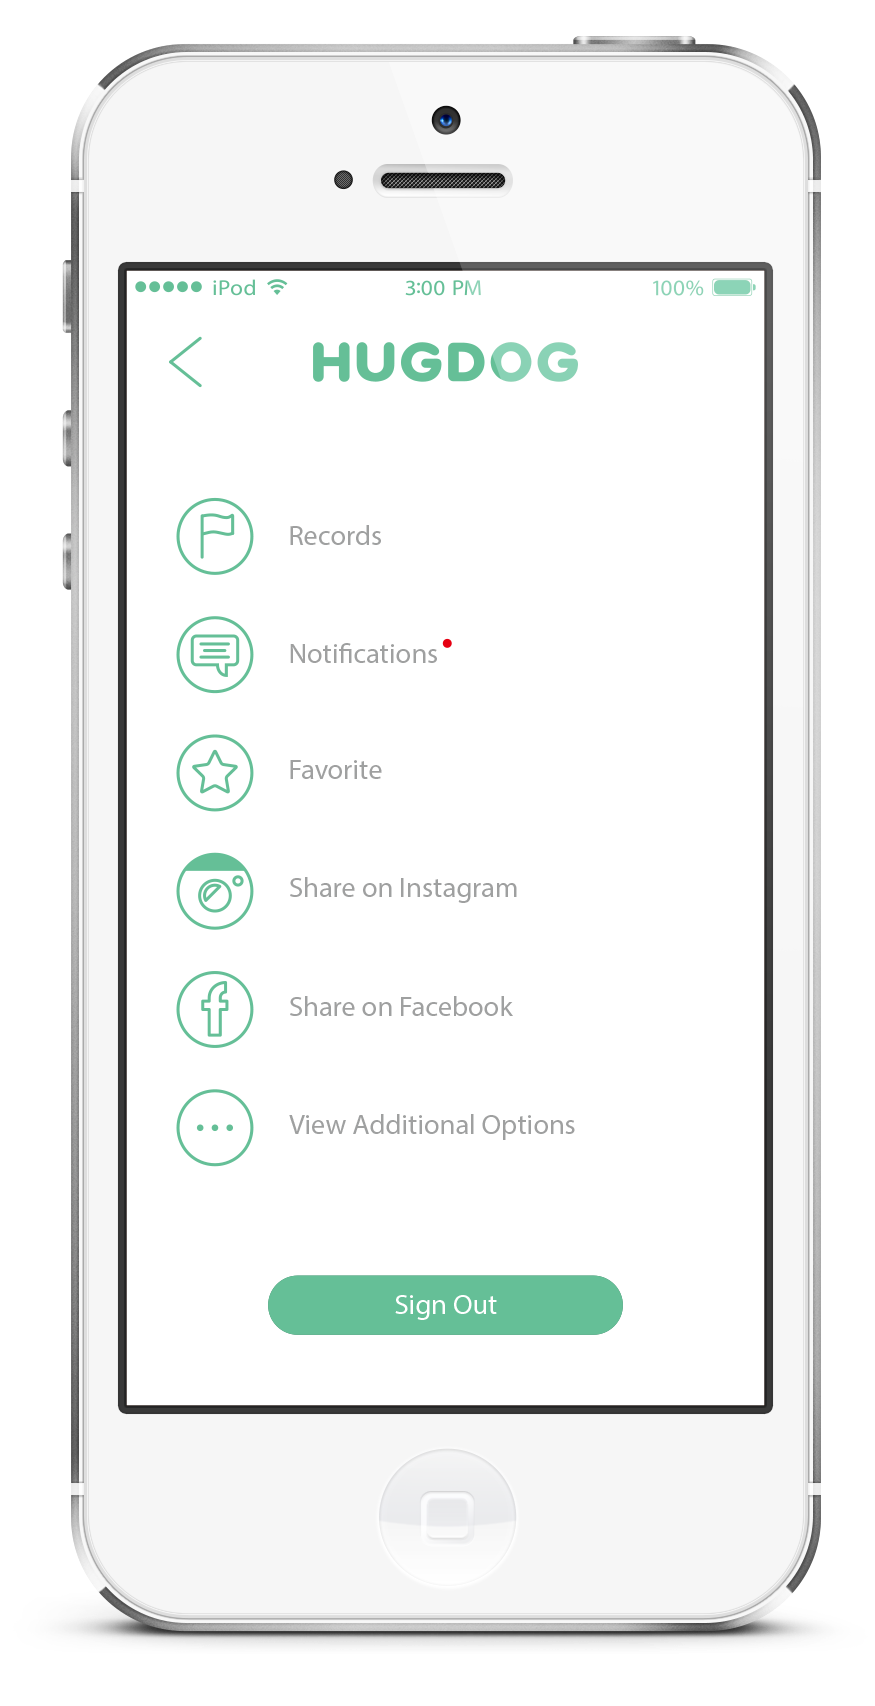 iPod 3:00 PM 100%
HUGDOG
Records
Notifications
Favorite
Share on Instagram
Share on Facebook
View Additional Options
Sign Out